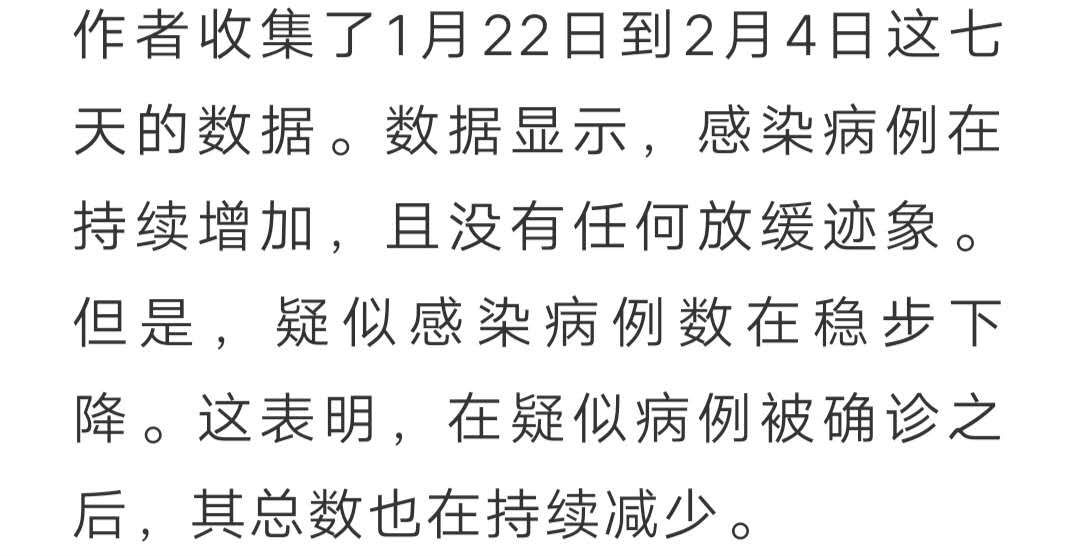 作者收集了1月22日到2月4日这七
天的数据。数据显示，感染病例在
持续增加，且没有任何放缓迹象。
但是，疑似感染病例数在稳步下
降。这表明，在疑似病例被确诊之
后，其总数也在持续减少。